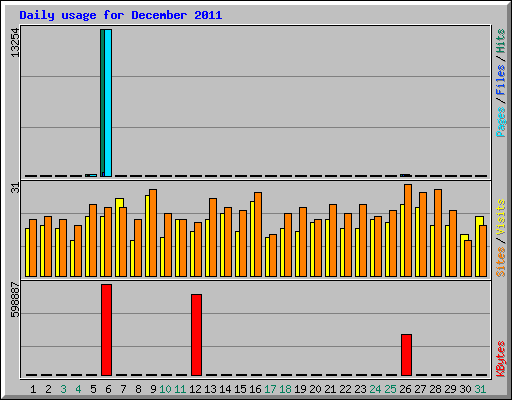 Daily usage for December 2011
13254
Pages / Files / Hits
31
Sites / Visits
598887
KBytes
1 2 3 4 5 6 7 8 9 10 11 12 13 14 15 16 17 18 19 20 21 22 23 24 25 26 27 28 29 30 31